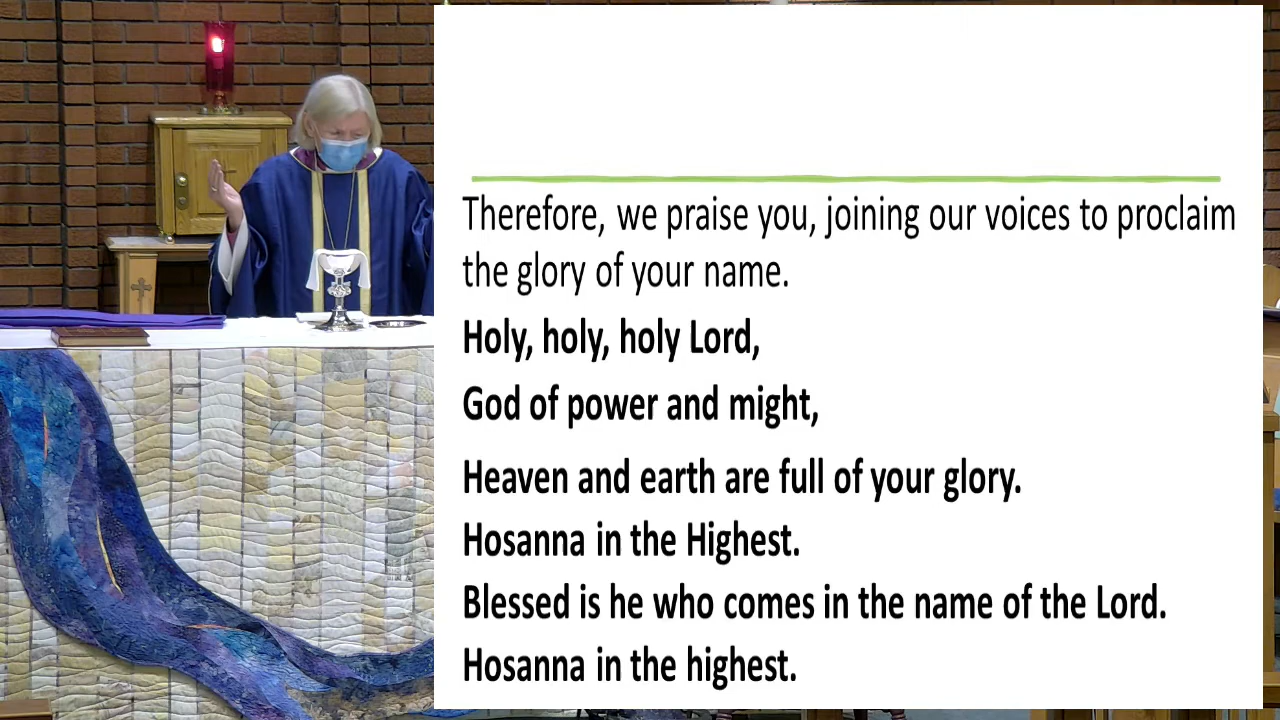 Therefore, we praise you, joining our voices to proclaim
the glory of your name.
Holy, holy, holy Lord,
God of power and might,
Heaven and earth are full of your glory.
Hosanna in the Highest.
Blessed is he who comes in the name of the Lord.
Hosanna in the highest.